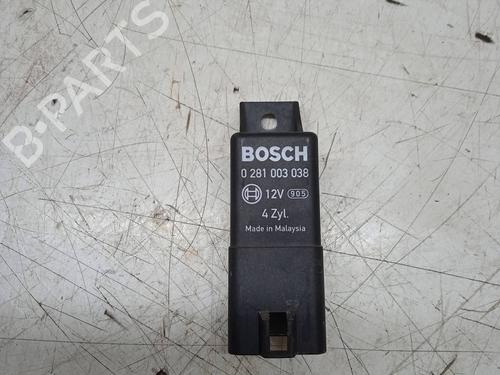 B-PARTS
BOSCH
0 281 003 038
12V 905
4 Zyl.
Made in Malaysia